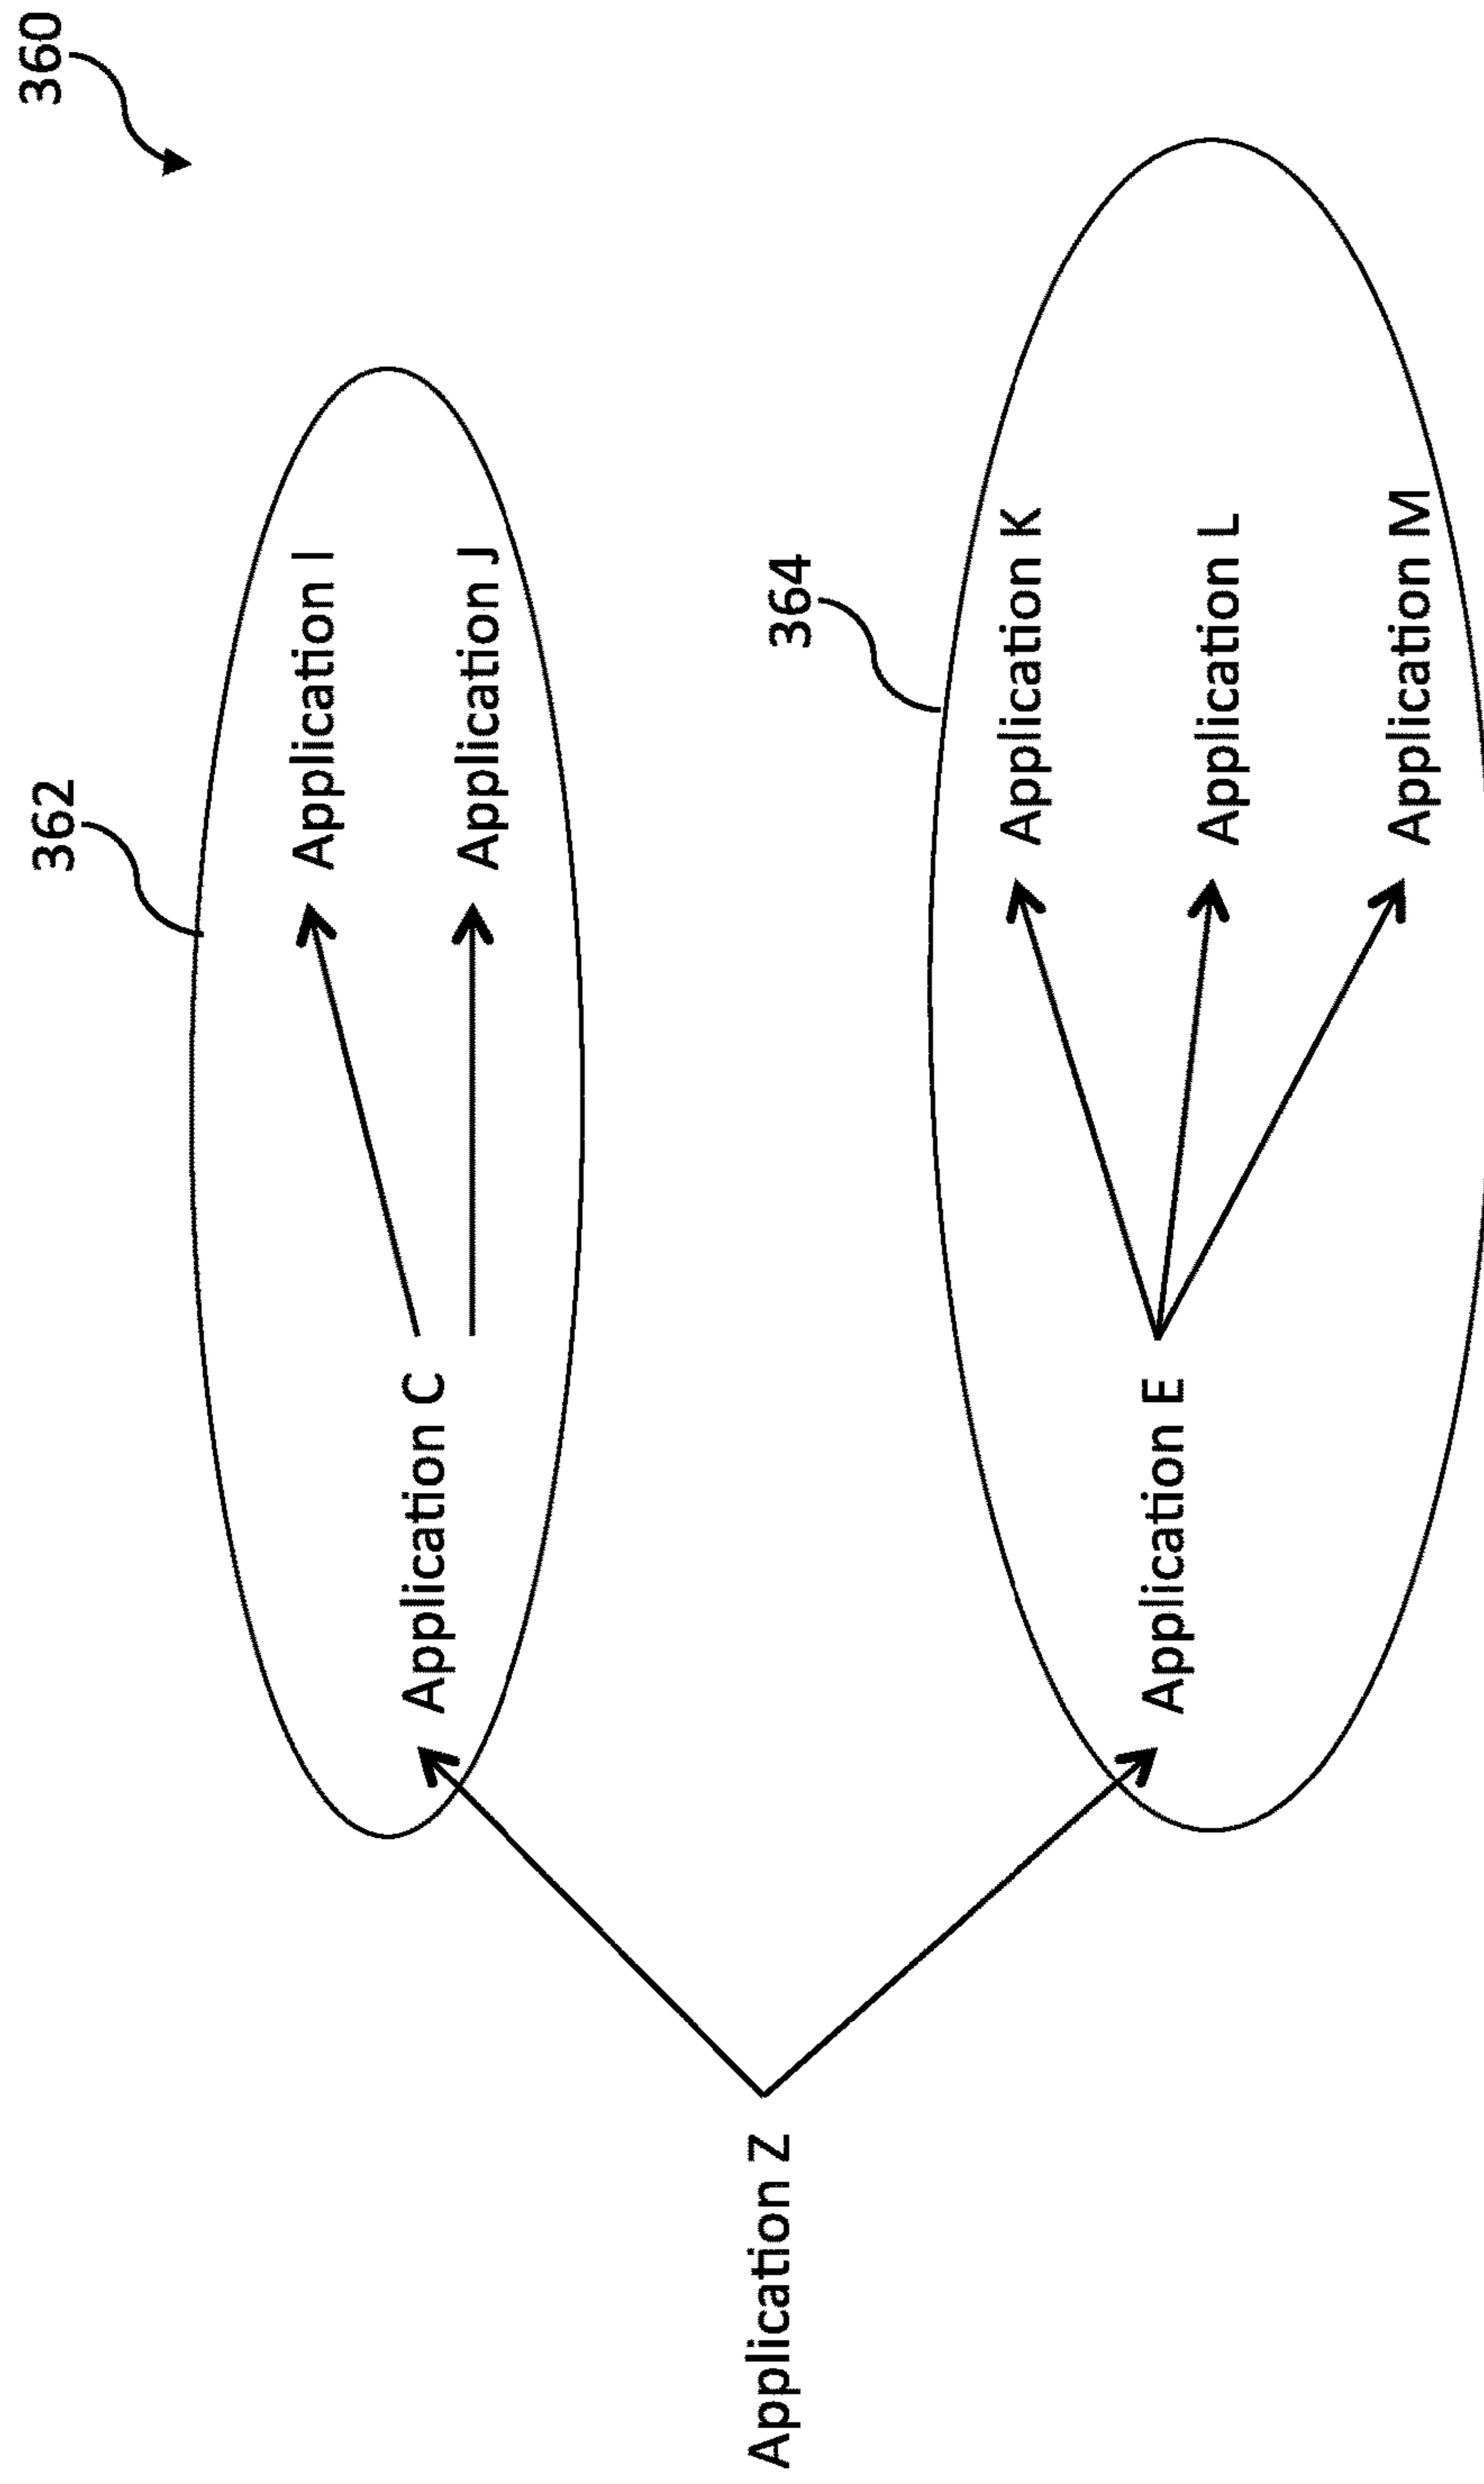 360
362
Application I
Application J
Application C
364
Application K
Application L
Application M
Application E
Application Z